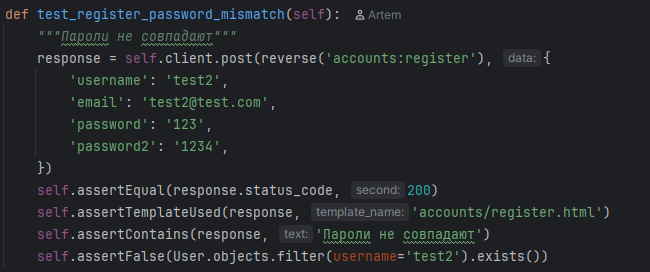 def test_register_password_mismatch(self): Artem
"""Пароли не совпадают"""
response = self.client.post(reverse('accounts:register'), data: {
'username': 'test2',
'email': 'test2@test.com',
'password': '123',
'password2': '1234',
})
self.assertEqual(response.status_code, second: 200)
self.assertTemplateUsed(response, template_name: 'accounts/register.html')
self.assertContains(response, text: 'Пароли не совпадают')
self.assertFalse(User.objects.filter(username='test2').exists())